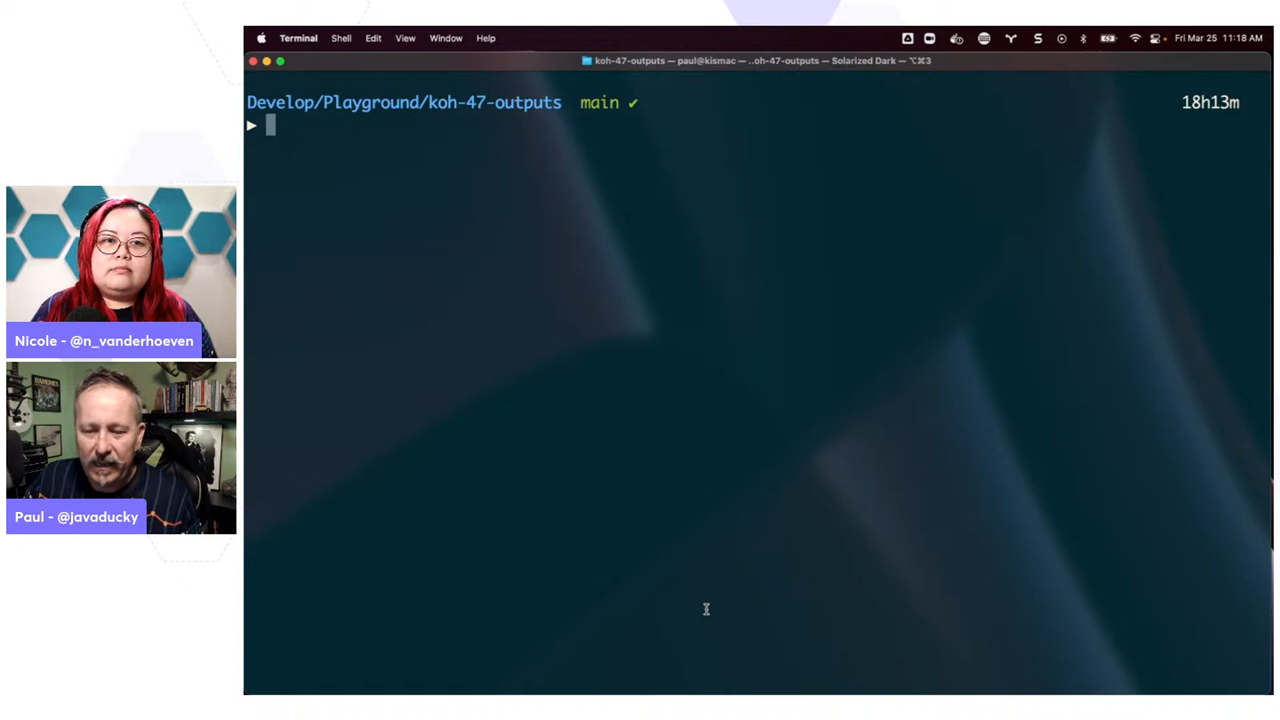 Terminal Shell Edit View Window Help
Fri Mar 25 11:18 AM
koh-47-outputs — paul@kismac — ..oh-47-outputs — Solarized Dark — ⌥⌘3
Develop/Playground/koh-47-outputs main ✔ 18h13m
Nicole - @n_vanderhoeven
RAMONES
Paul - @javaducky